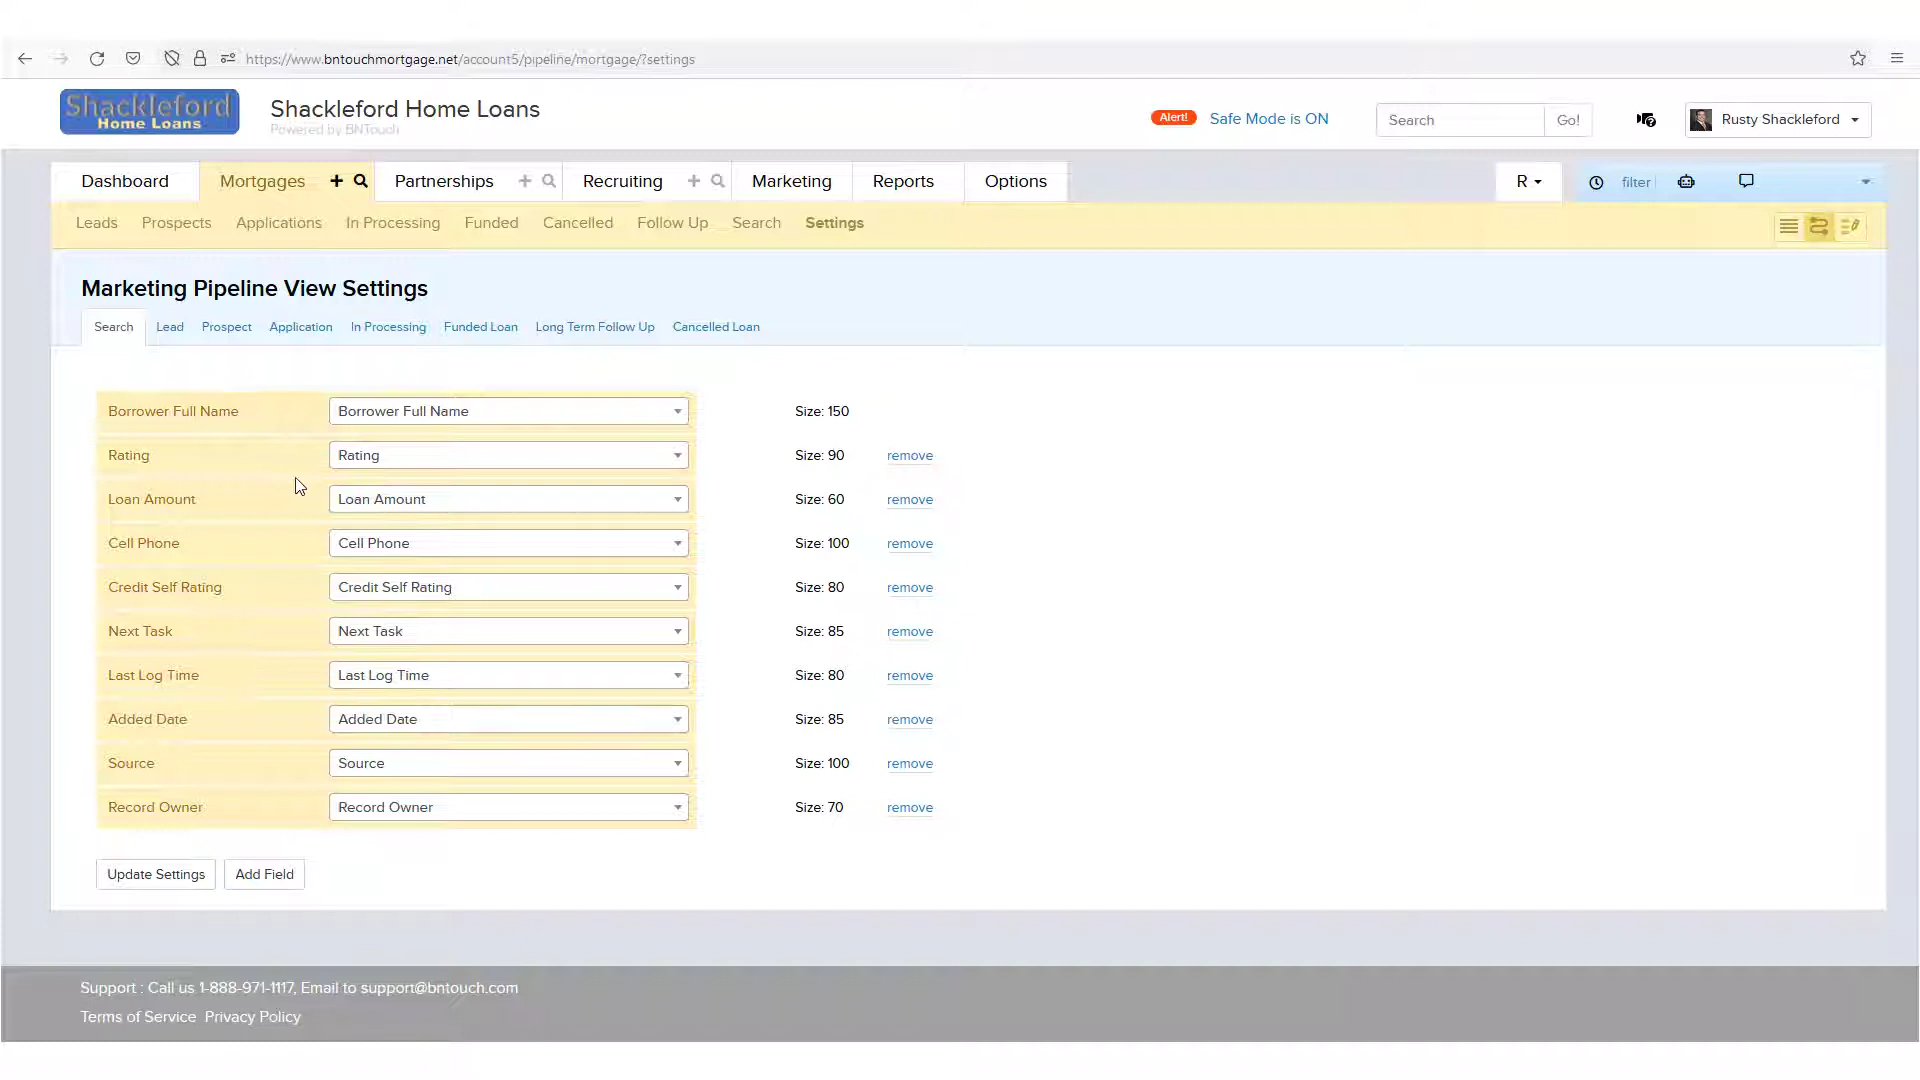 https://www.bntouchmortgage.net/account5/pipeline/mortgage/?settings
Shackleford
Home Loans
Shackleford Home Loans
Powered by BNTouch
Alert! Safe Mode is ON
Search Go!
Rusty Shackleford
Dashboard Mortgages Partnerships Recruiting Marketing Reports Options R filter
Leads Prospects Applications In Processing Funded Cancelled Follow Up Search Settings
Marketing Pipeline View Settings
Search Lead Prospect Application In Processing Funded Loan Long Term Follow Up Cancelled Loan
Borrower Full Name Borrower Full Name Size: 150
Rating Rating Size: 90 remove
Loan Amount Loan Amount Size: 60 remove
Cell Phone Cell Phone Size: 100 remove
Credit Self Rating Credit Self Rating Size: 80 remove
Next Task Next Task Size: 85 remove
Last Log Time Last Log Time Size: 80 remove
Added Date Added Date Size: 85 remove
Source Source Size: 100 remove
Record Owner Record Owner Size: 70 remove
Update Settings Add Field
Support : Call us 1-888-971-1117, Email to support@bntouch.com
Terms of Service Privacy Policy